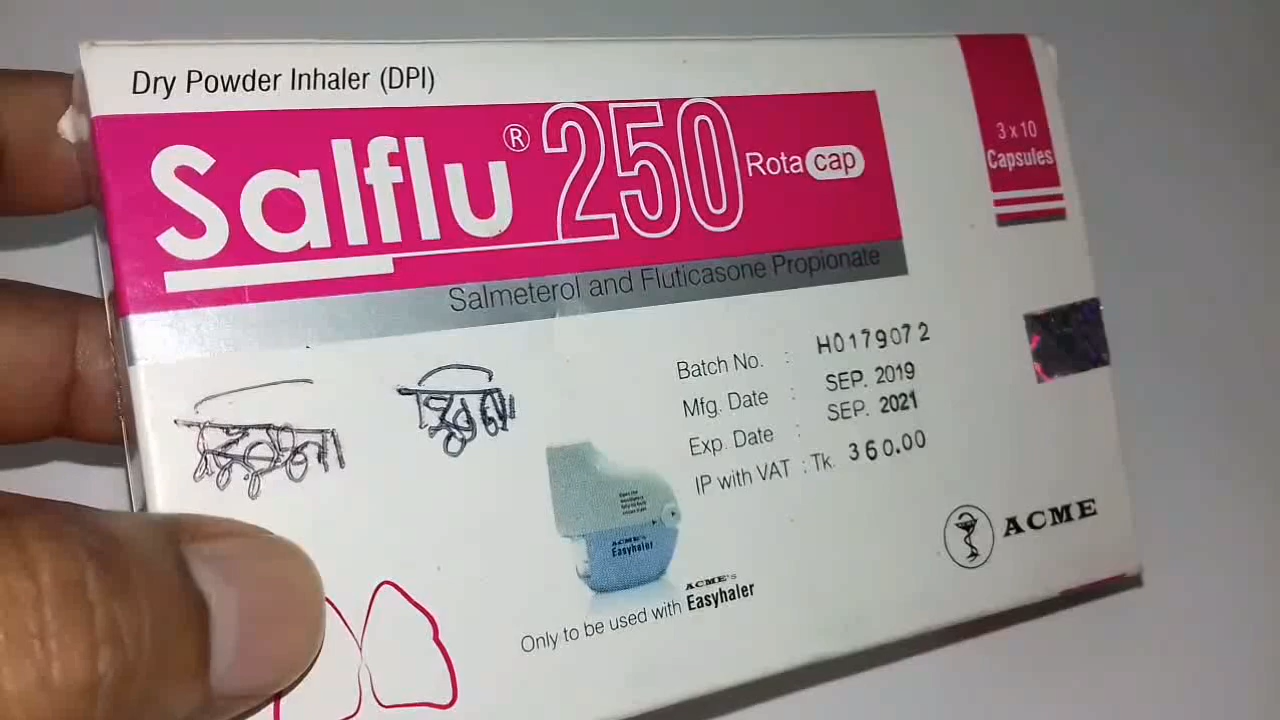 Dry Powder Inhaler (DPI)
Salflu® 250 Rotacap
3 x 10
Capsules
Salmeterol and Fluticasone Propionate
Batch No. : H0179072
Mfg. Date : SEP. 2019
Exp. Date : SEP. 2021
IP with VAT : Tk. 360.00
ACME
ACME's
Easyhaler
ACME's
Only to be used with Easyhaler